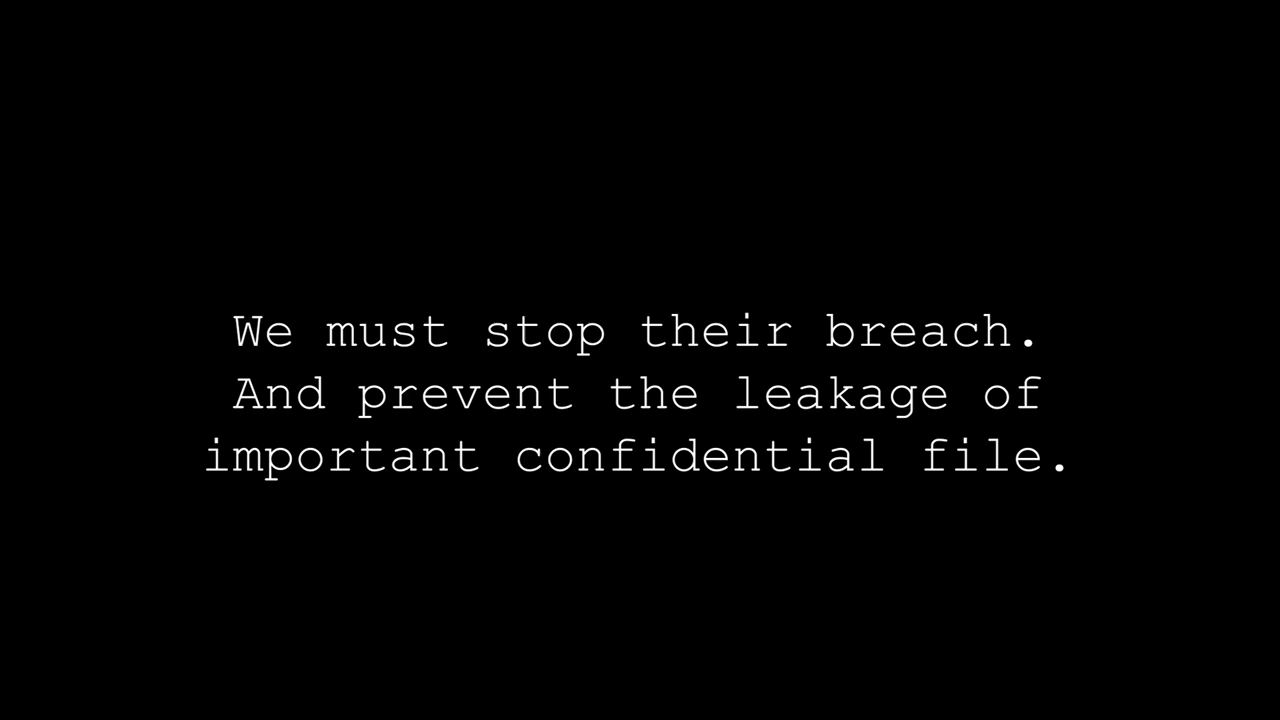 We must stop their breach.
And prevent the leakage of
important confidential file.